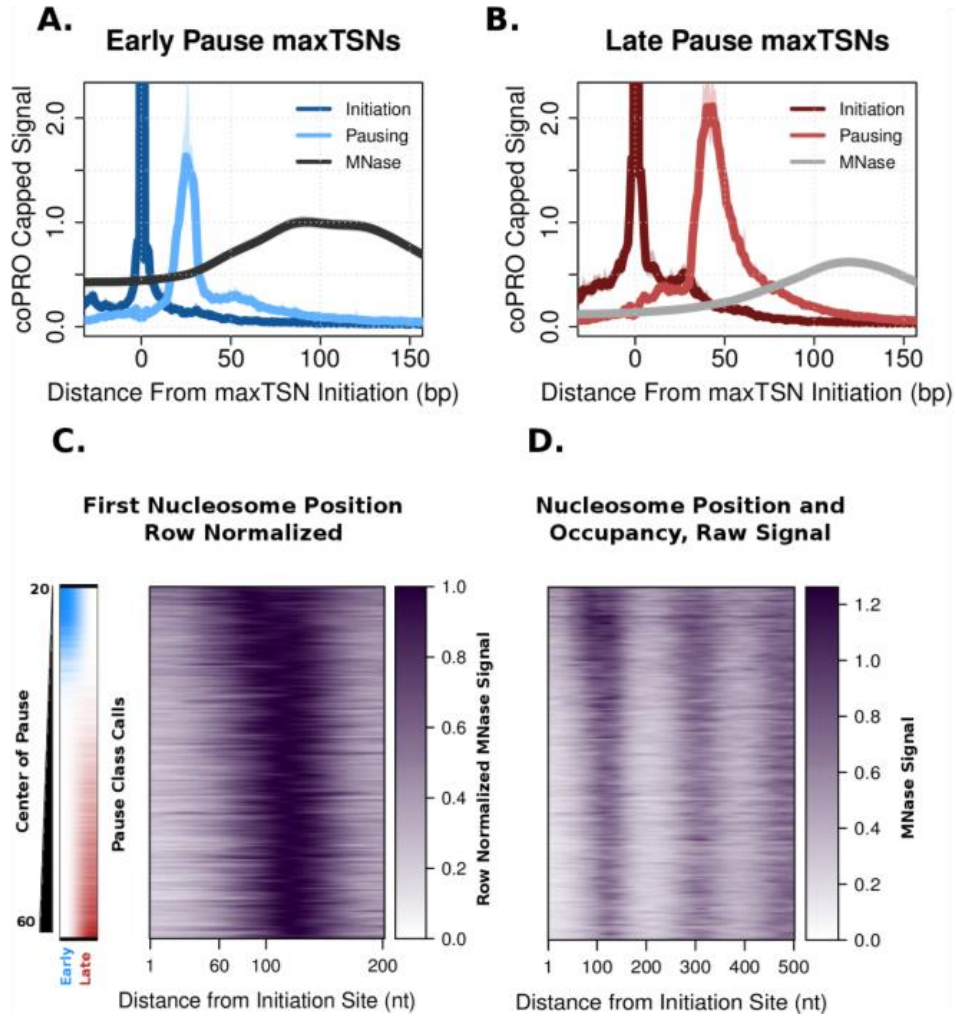 A.
Early Pause maxTSNs
coPRO Capped Signal
0.0 1.0 2.0
Initiation
Pausing
MNase
0 50 100 150
Distance From maxTSN Initiation (bp)
B.
Late Pause maxTSNs
coPRO Capped Signal
0.0 1.0 2.0
Initiation
Pausing
MNase
0 50 100 150
Distance From maxTSN Initiation (bp)
C.
First Nucleosome Position
Row Normalized
Center of Pause
20
60
Early
Late
Pause Class Calls
1 60 100 200
Distance from Initiation Site (nt)
1.0
0.8
0.6
0.4
0.2
0.0
Row Normalized MNase Signal
D.
Nucleosome Position and
Occupancy, Raw Signal
1 100 200 300 400 500
Distance from Initiation Site (nt)
1.2
1.0
0.8
0.6
0.4
0.2
0.0
MNase Signal